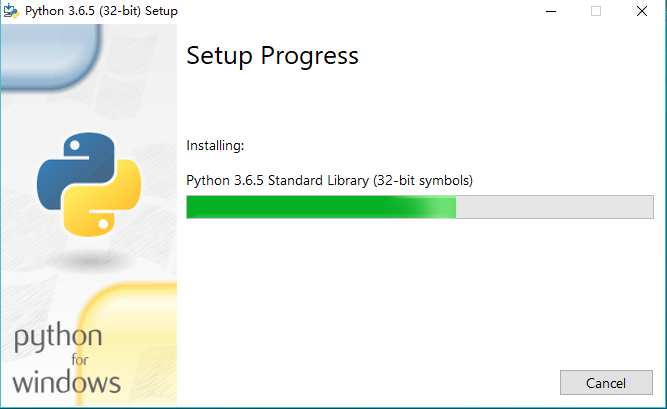 Python 3.6.5 (32-bit) Setup
Setup Progress
Installing:
Python 3.6.5 Standard Library (32-bit symbols)
python
for
windows
Cancel